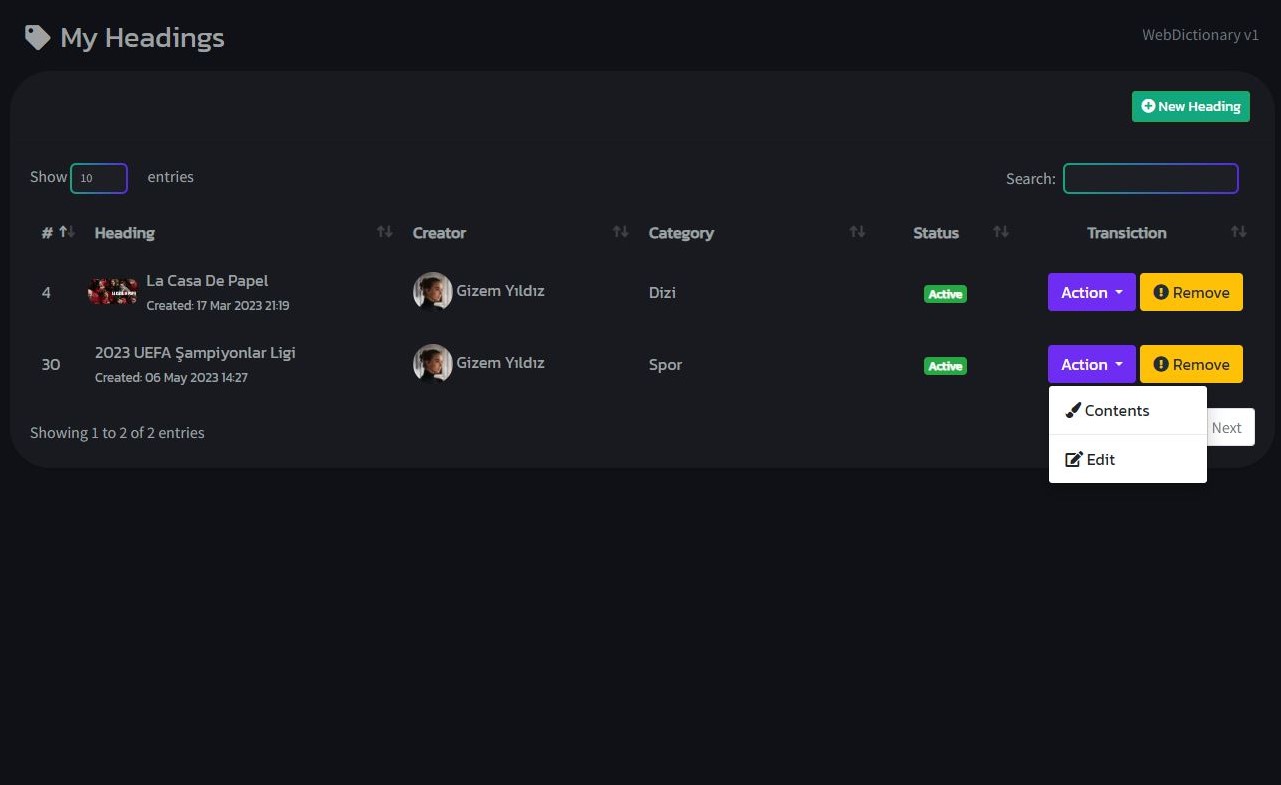 My Headings
WebDictionary v1
New Heading
Show 10 entries
Search:
# Heading Creator Category Status Transiction
4 La Casa De Papel Gizem Yıldız Dizi Active Action Remove
Created: 17 Mar 2023 21:19
30 2023 UEFA Şampiyonlar Ligi Gizem Yıldız Spor Active Action Remove
Created: 06 May 2023 14:27
Contents
Showing 1 to 2 of 2 entries
Next
Edit